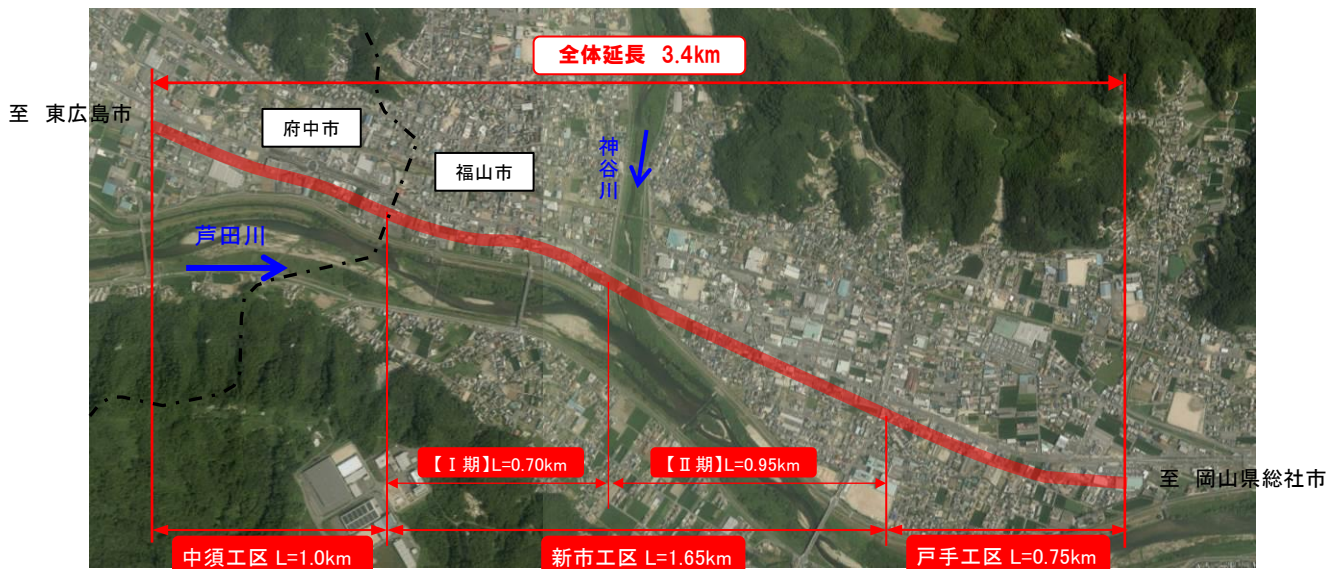 全体延長 3.4km
至 東広島市
府中市
福山市
神谷川
芦田川
【Ⅰ期】L=0.70km
【Ⅱ期】L=0.95km
至 岡山県総社市
中須工区 L=1.0km
新市工区 L=1.65km
戸手工区 L=0.75km